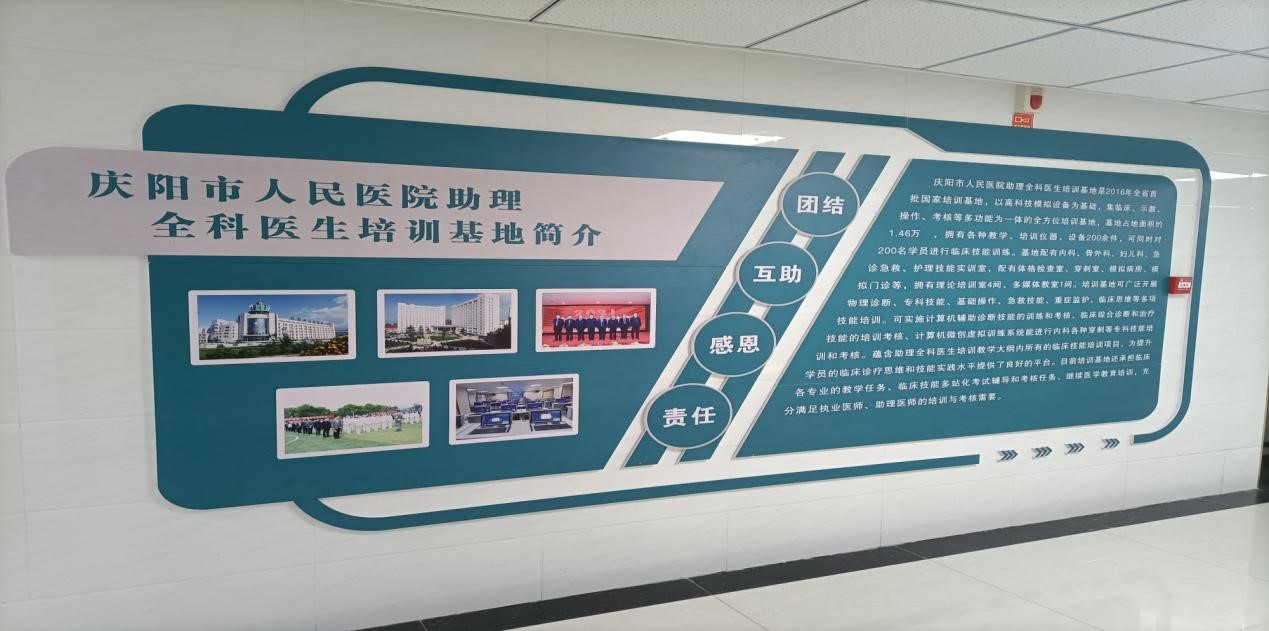 庆阳市人民医院助理
全科医生培训基地简介
2021
团结
互助
感恩
责任
庆阳市人民医院助理全科医生培训基地是2016年全省首
批国家培训基地，以高科技模拟设备为基础，集临床、示教、
操作、考核等多功能为一体的全方位培训基地，基地占地面积约
1.46万 ，拥有各种教学、培训仪器、设备200余件，可同时对
200名学员进行临床技能训练。基地配有内科、骨外科、妇儿科、急
诊急救、护理技能实训室，配有体格检查室、穿刺室、模拟病房、模
拟门诊等，拥有理论培训室4间、多媒体教室1间。培训基地可广泛开展
物理诊断、专科技能、基础操作、急救技能、重症监护、临床思维等多项
技能培训。可实施计算机辅助诊断技能的训练和考核、临床综合诊断和治疗
技能的培训考核、计算机微创虚拟训练系统能进行内科各种穿刺等专科技能培
训和考核。蕴含助理全科医生培训教学大纲内所有的临床技能培训项目，为提升
学员的临床诊疗思维和技能实践水平提供了良好的平台。目前培训基地还承担临床
各专业的教学任务、临床技能多站化考试辅导和考核任务、继续医学教育培训，充
分满足执业医师、助理医师的培训与考核需要。